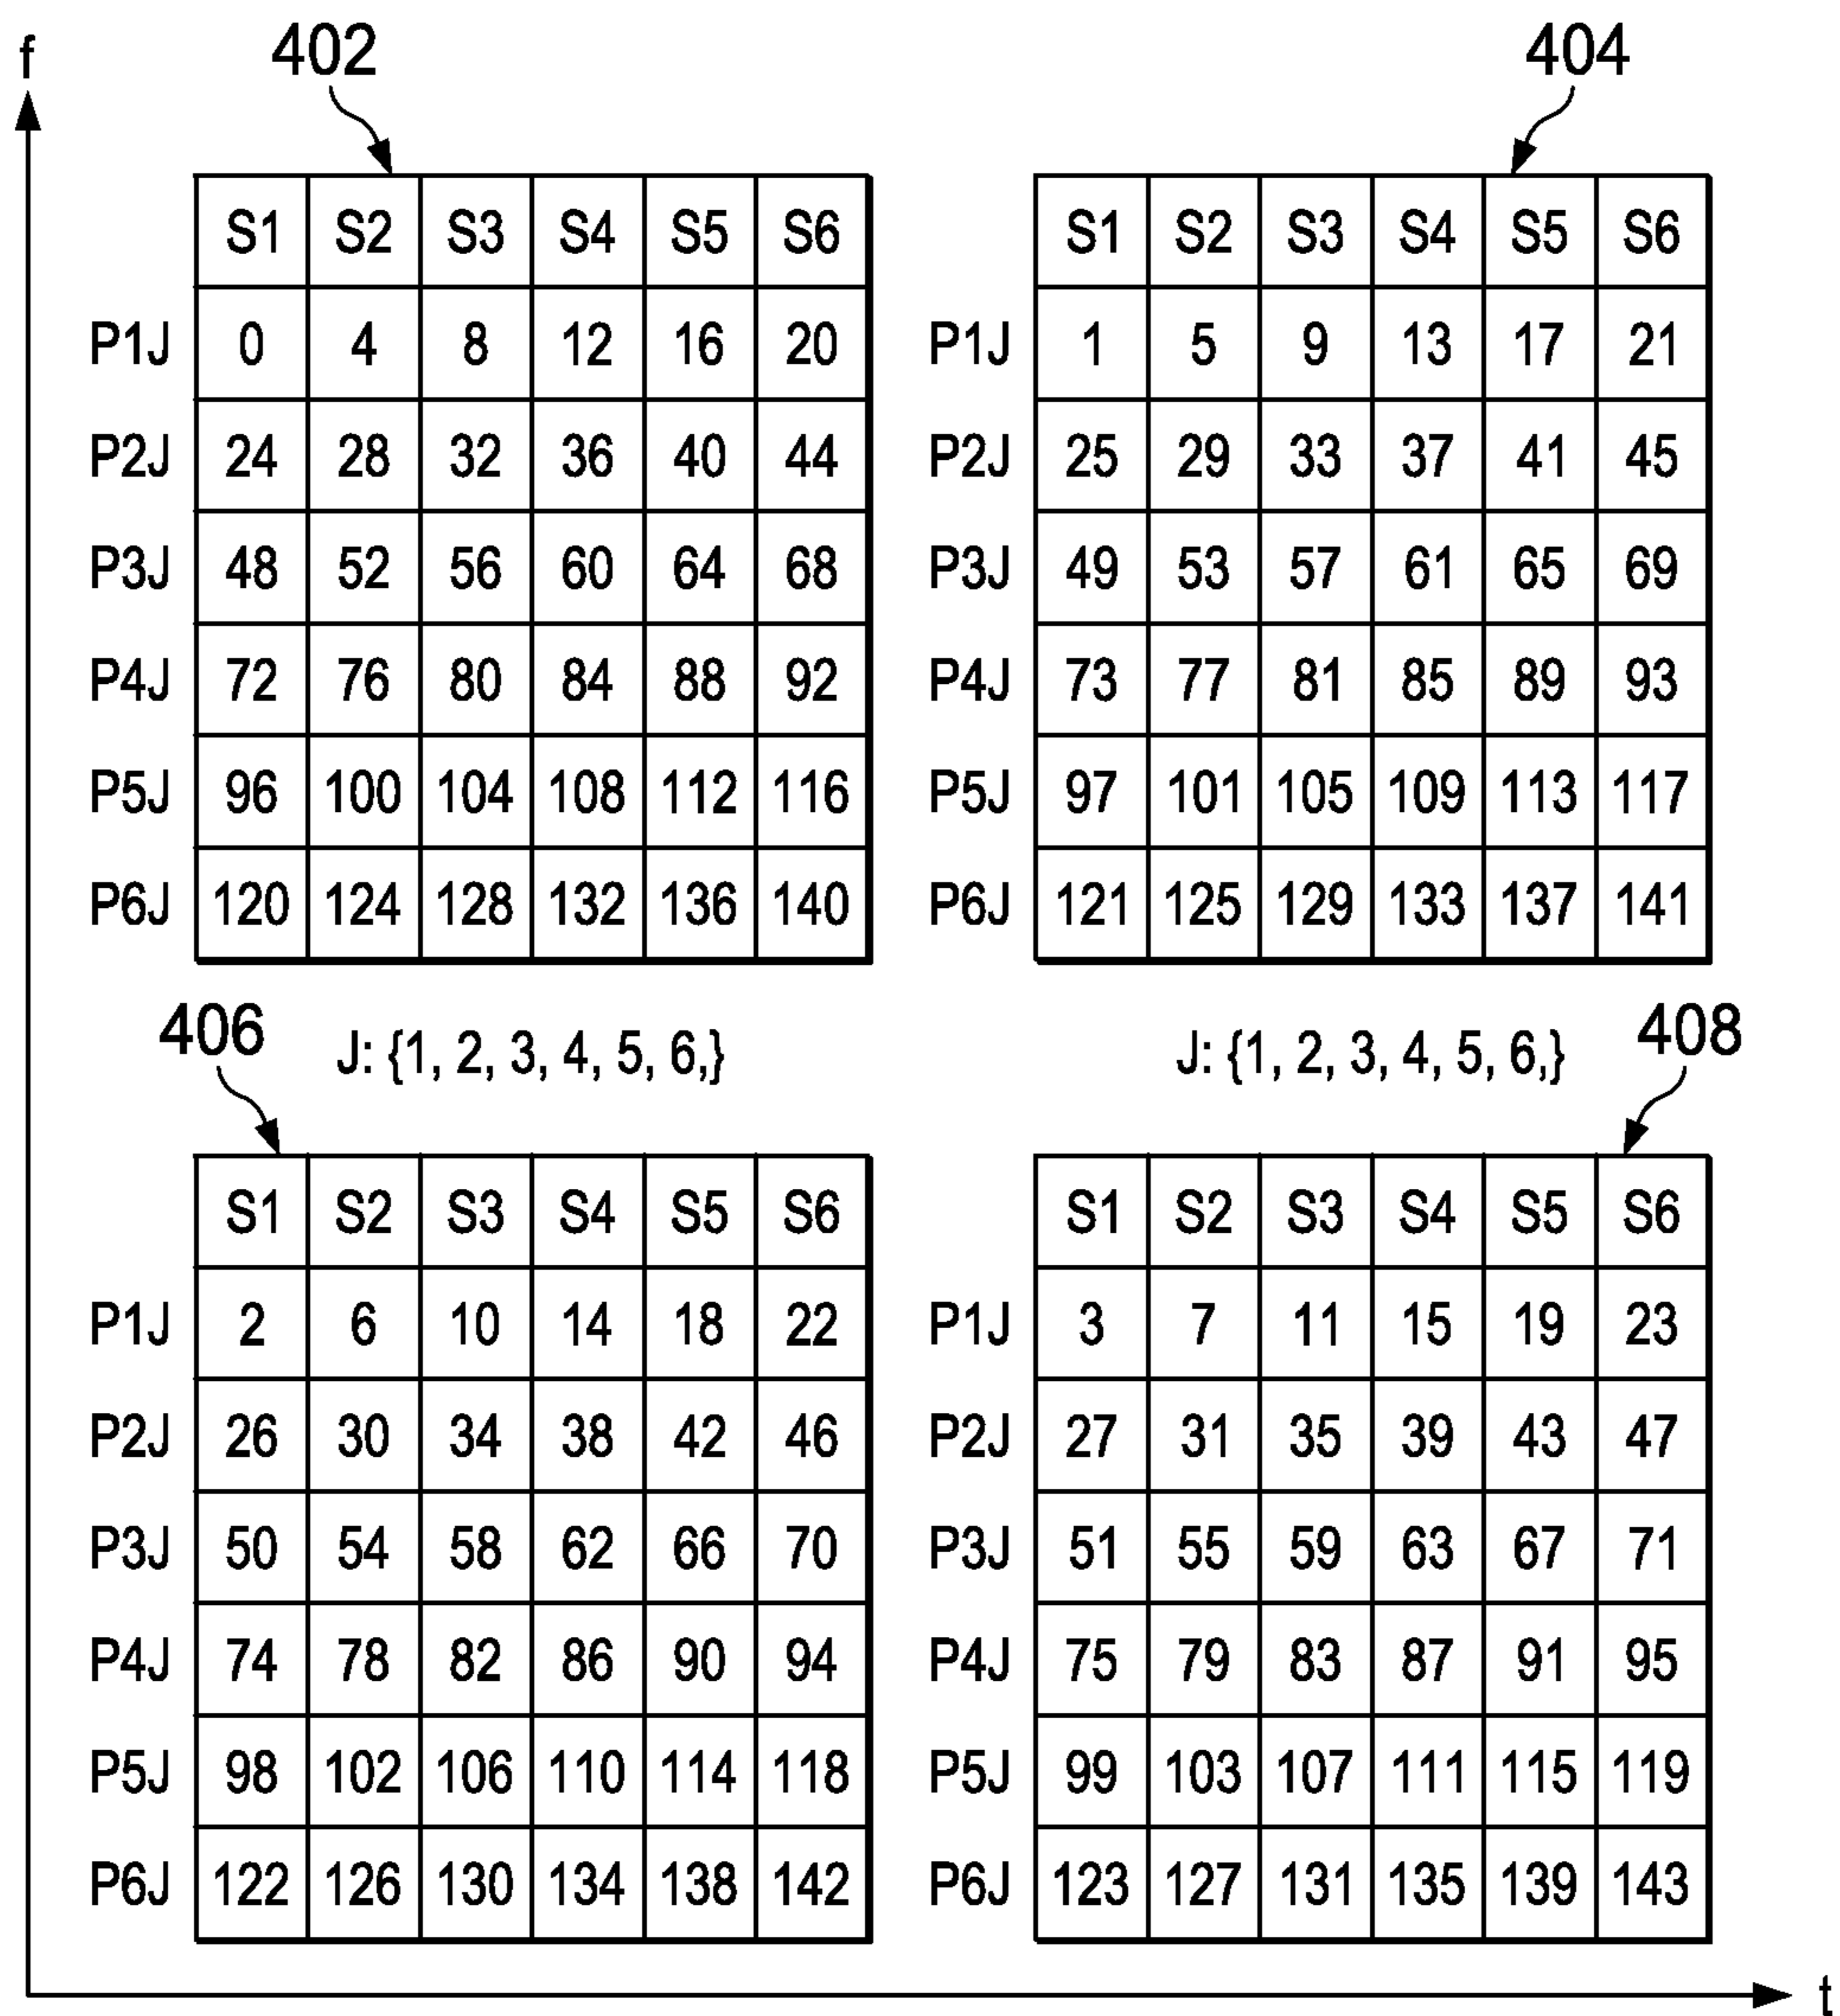 f
402 404
S1 S2 S3 S4 S5 S6 S1 S2 S3 S4 S5 S6
P1J 0 4 8 12 16 20 P1J 1 5 9 13 17 21
P2J 24 28 32 36 40 44 P2J 25 29 33 37 41 45
P3J 48 52 56 60 64 68 P3J 49 53 57 61 65 69
P4J 72 76 80 84 88 92 P4J 73 77 81 85 89 93
P5J 96 100 104 108 112 116 P5J 97 101 105 109 113 117
P6J 120 124 128 132 136 140 P6J 121 125 129 133 137 141
406 J: {1, 2, 3, 4, 5, 6,} J: {1, 2, 3, 4, 5, 6,} 408
S1 S2 S3 S4 S5 S6 S1 S2 S3 S4 S5 S6
P1J 2 6 10 14 18 22 P1J 3 7 11 15 19 23
P2J 26 30 34 38 42 46 P2J 27 31 35 39 43 47
P3J 50 54 58 62 66 70 P3J 51 55 59 63 67 71
P4J 74 78 82 86 90 94 P4J 75 79 83 87 91 95
P5J 98 102 106 110 114 118 P5J 99 103 107 111 115 119
P6J 122 126 130 134 138 142 P6J 123 127 131 135 139 143
t